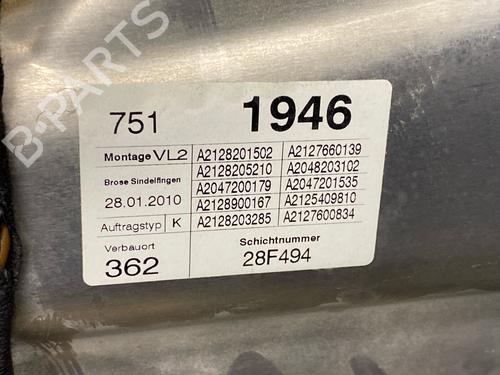 B-PARTS
751 1946
Montage VL2 A2128201502 A2127660139
A2128205210 A2048203102
Brose Sindelfingen A2047200179 A2047201535
28.01.2010 A2128900167 A2125409810
Auftragstyp K A2128203285 A2127600834
Verbauort Schichtnummer
362 28F494